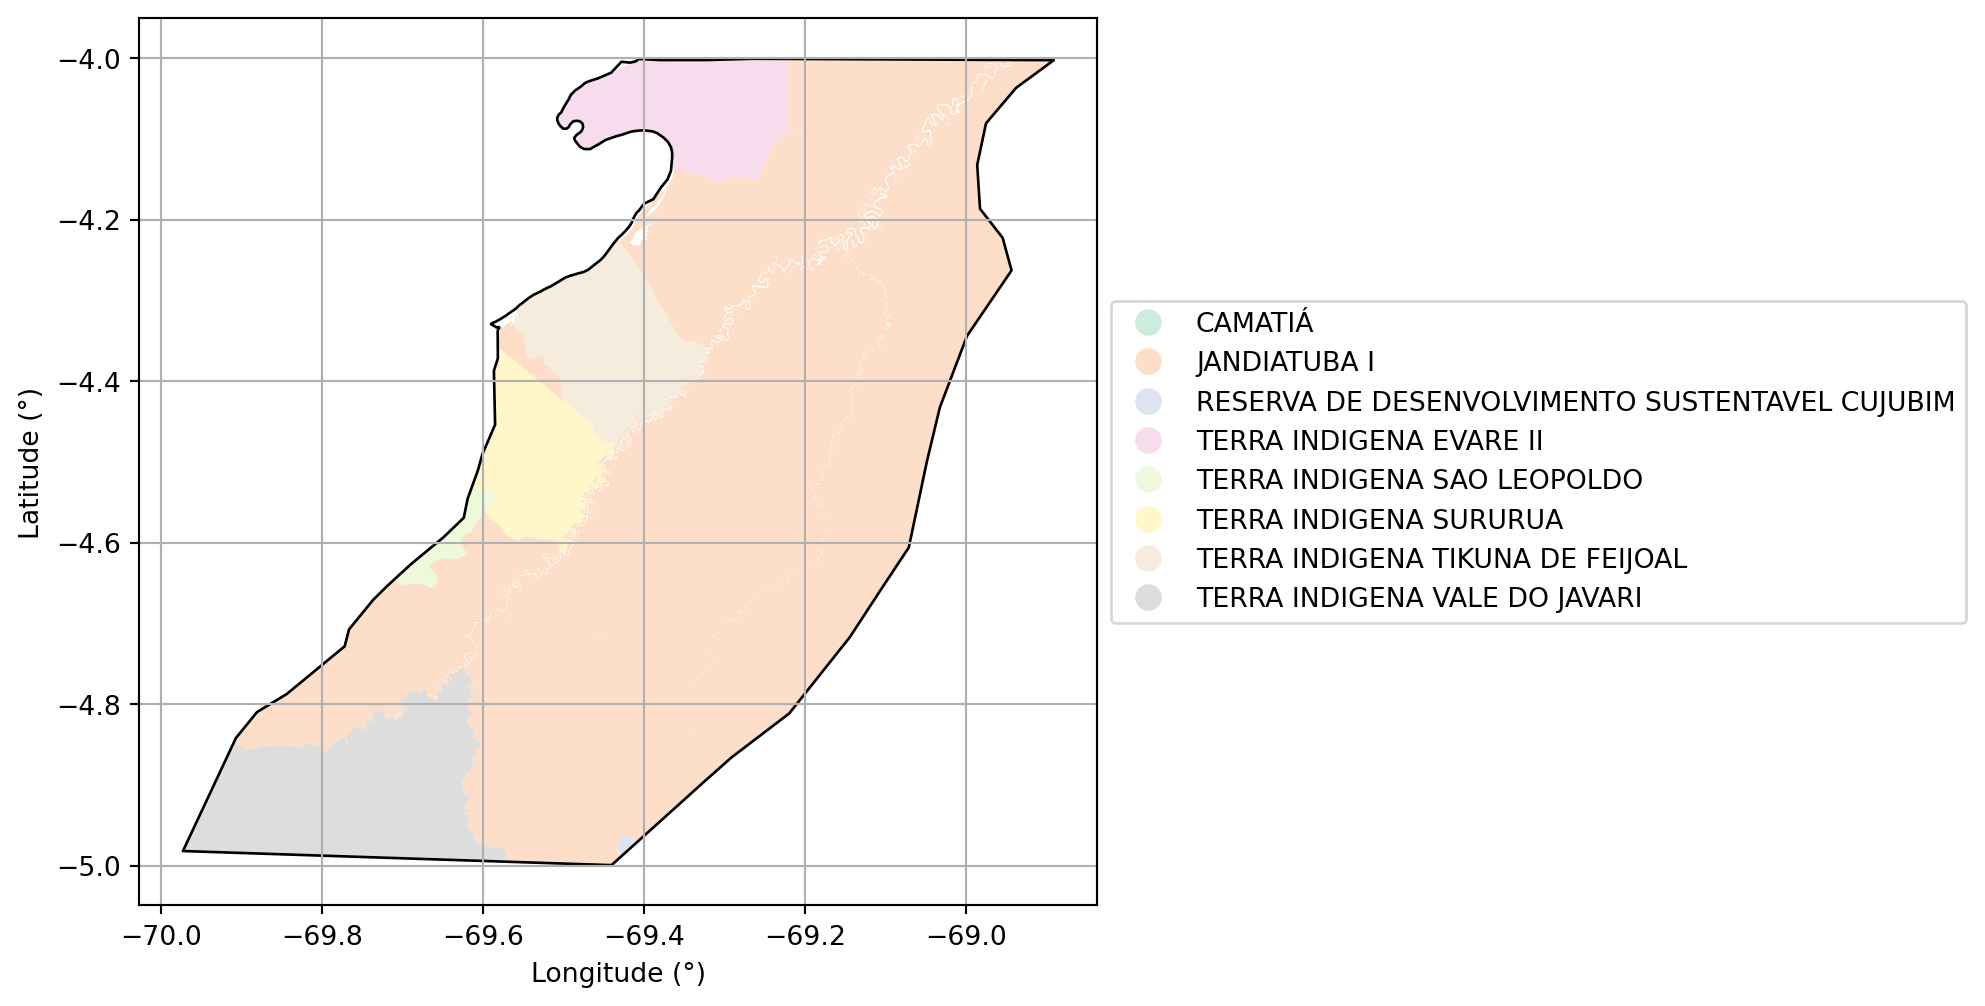 −4.0
−4.2
−4.4
−4.6
−4.8
−5.0
Latitude (°)
−70.0 −69.8 −69.6 −69.4 −69.2 −69.0
Longitude (°)
CAMATIÁ
JANDIATUBA I
RESERVA DE DESENVOLVIMENTO SUSTENTAVEL CUJUBIM
TERRA INDIGENA EVARE II
TERRA INDIGENA SAO LEOPOLDO
TERRA INDIGENA SURURUA
TERRA INDIGENA TIKUNA DE FEIJOAL
TERRA INDIGENA VALE DO JAVARI